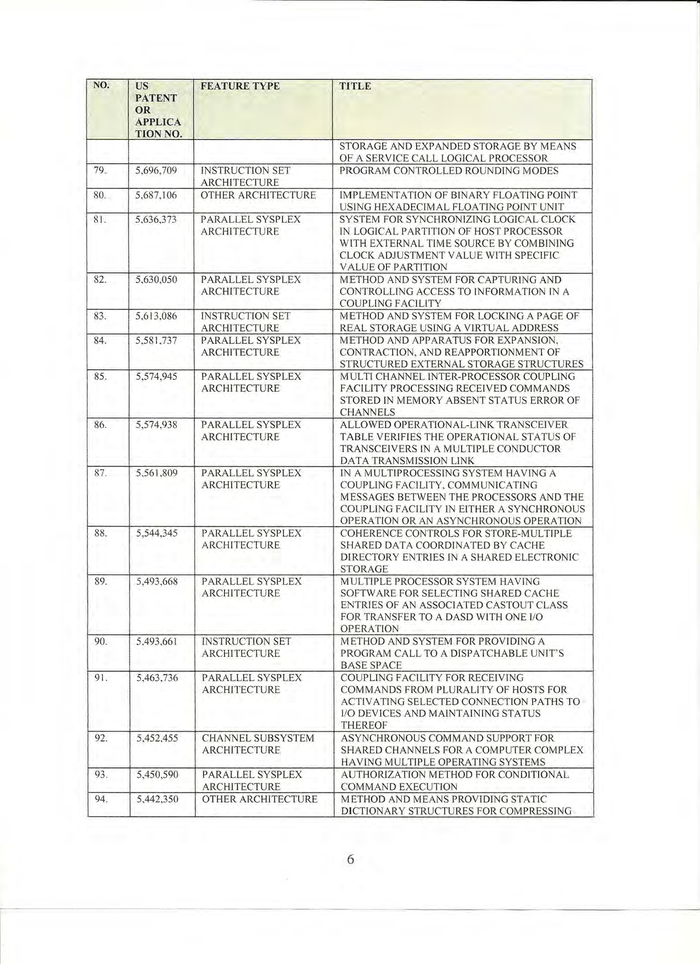 NO. US FEATURE TYPE TITLE
PATENT
OR
APPLICA
TION NO.
STORAGE AND EXPANDED STORAGE BY MEANS
OF A SERVICE CALL LOGICAL PROCESSOR
79. 5,696,709 INSTRUCTION SET PROGRAM CONTROLLED ROUNDING MODES
ARCHITECTURE
80. 5,687,106 OTHER ARCHITECTURE IMPLEMENTATION OF BINARY FLOATING POINT
USING HEXADECIMAL FLOATING POINT UNIT
81. 5,636,373 PARALLEL SYSPLEX SYSTEM FOR SYNCHRONIZING LOGICAL CLOCK
ARCHITECTURE IN LOGICAL PARTITION OF HOST PROCESSOR
WITH EXTERNAL TIME SOURCE BY COMBINING
CLOCK ADJUSTMENT VALUE WITH SPECIFIC
VALUE OF PARTITION
82. 5,630,050 PARALLEL SYSPLEX METHOD AND SYSTEM FOR CAPTURING AND
ARCHITECTURE CONTROLLING ACCESS TO INFORMATION IN A
COUPLING FACILITY
83. 5,613,086 INSTRUCTION SET METHOD AND SYSTEM FOR LOCKING A PAGE OF
ARCHITECTURE REAL STORAGE USING A VIRTUAL ADDRESS
84. 5,581,737 PARALLEL SYSPLEX METHOD AND APPARATUS FOR EXPANSION,
ARCHITECTURE CONTRACTION, AND REAPPORTIONMENT OF
STRUCTURED EXTERNAL STORAGE STRUCTURES
85. 5,574,945 PARALLEL SYSPLEX MULTI CHANNEL INTER-PROCESSOR COUPLING
ARCHITECTURE FACILITY PROCESSING RECEIVED COMMANDS
STORED IN MEMORY ABSENT STATUS ERROR OF
CHANNELS
86. 5,574,938 PARALLEL SYSPLEX ALLOWED OPERATIONAL-LINK TRANSCEIVER
ARCHITECTURE TABLE VERIFIES THE OPERATIONAL STATUS OF
TRANSCEIVERS IN A MULTIPLE CONDUCTOR
DATA TRANSMISSION LINK
87. 5,561,809 PARALLEL SYSPLEX IN A MULTIPROCESSING SYSTEM HAVING A
ARCHITECTURE COUPLING FACILITY, COMMUNICATING
MESSAGES BETWEEN THE PROCESSORS AND THE
COUPLING FACILITY IN EITHER A SYNCHRONOUS
OPERATION OR AN ASYNCHRONOUS OPERATION
88. 5,544,345 PARALLEL SYSPLEX COHERENCE CONTROLS FOR STORE-MULTIPLE
ARCHITECTURE SHARED DATA COORDINATED BY CACHE
DIRECTORY ENTRIES IN A SHARED ELECTRONIC
STORAGE
89. 5,493,668 PARALLEL SYSPLEX MULTIPLE PROCESSOR SYSTEM HAVING
ARCHITECTURE SOFTWARE FOR SELECTING SHARED CACHE
ENTRIES OF AN ASSOCIATED CASTOUT CLASS
FOR TRANSFER TO A DASD WITH ONE I/O
OPERATION
90. 5,493,661 INSTRUCTION SET METHOD AND SYSTEM FOR PROVIDING A
ARCHITECTURE PROGRAM CALL TO A DISPATCHABLE UNIT'S
BASE SPACE
91. 5,463,736 PARALLEL SYSPLEX COUPLING FACILITY FOR RECEIVING
ARCHITECTURE COMMANDS FROM PLURALITY OF HOSTS FOR
ACTIVATING SELECTED CONNECTION PATHS TO
I/O DEVICES AND MAINTAINING STATUS
THEREOF
92. 5,452,455 CHANNEL SUBSYSTEM ASYNCHRONOUS COMMAND SUPPORT FOR
ARCHITECTURE SHARED CHANNELS FOR A COMPUTER COMPLEX
HAVING MULTIPLE OPERATING SYSTEMS
93. 5,450,590 PARALLEL SYSPLEX AUTHORIZATION METHOD FOR CONDITIONAL
ARCHITECTURE COMMAND EXECUTION
94. 5,442,350 OTHER ARCHITECTURE METHOD AND MEANS PROVIDING STATIC
DICTIONARY STRUCTURES FOR COMPRESSING
6